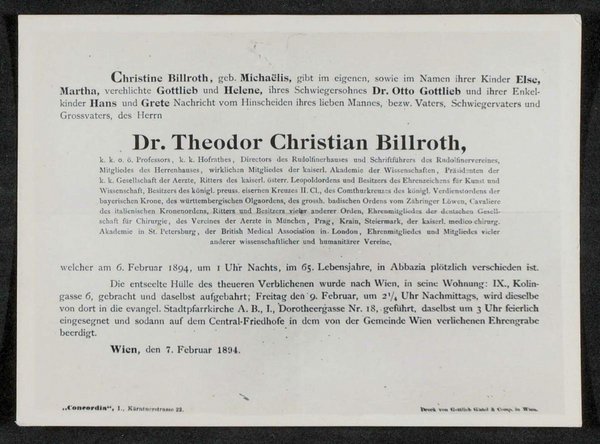 Christine Billroth, geb. Michaëlis, gibt im eigenen, sowie im Namen ihrer Kinder Else,
Martha, verehlichte Gottlieb und Helene, ihres Schwiegersohnes Dr. Otto Gottlieb und ihrer Enkel-
kinder Hans und Grete Nachricht vom Hinscheiden ihres lieben Mannes, bezw. Vaters, Schwiegervaters und
Grossvaters, des Herrn
Dr. Theodor Christian Billroth,
k. k. o. ö. Professors, k. k. Hofrathes, Directors des Rudolfinerhauses und Schriftführers des Rudolfinervereines,
Mitgliedes des Herrenhauses, wirklichen Mitgliedes der kaiserl. Akademie der Wissenschaften, Präsidenten der
k. k. Gesellschaft der Aerzte, Ritters des kaiserl. österr. Leopoldordens und Besitzers des Ehrenzeichens für Kunst und
Wissenschaft, Besitzers des königl. preuss. eisernen Kreuzes II. Cl., des Comthurkreuzes des königl. Verdienstordens der
bayerischen Krone, des württembergischen Olgaordens, des grossh. badischen Ordens vom Zähringer Löwen, Cavaliere
des italienischen Kronenordens, Ritters und Besitzers vieler anderer Orden, Ehrenmitgliedes der deutschen Gesell-
schaft für Chirurgie, des Vereines der Aerzte in München, Prag, Krain, Steiermark, der kaiserl. medico chirurg.
Akademie in St. Petersburg, der British Medical Association in London, Ehrenmitgliedes und Mitgliedes vieler
anderer wissenschaftlicher und humanitärer Vereine,
welcher am 6. Februar 1894, um 1 Uhr Nachts, im 65. Lebensjahre, in Abbazia plötzlich verschieden ist.
Die entseelte Hülle des theueren Verblichenen wurde nach Wien, in seine Wohnung: IX., Kolin-
gasse 6, gebracht und daselbst aufgebahrt; Freitag den 9. Februar, um 2¼ Uhr Nachmittags, wird dieselbe
von dort in die evangel. Stadtpfarrkirche A. B., I., Dorotheergasse Nr. 18, geführt, daselbst um 3 Uhr feierlich
eingesegnet und sodann auf dem Central-Friedhofe in dem von der Gemeinde Wien verliehenen Ehrengrabe
beerdigt.
Wien, den 7. Februar 1894.
„Concordia“, I., Kärntnerstrasse 22.
Druck von Gottlieb Gistel & Comp. in Wien.